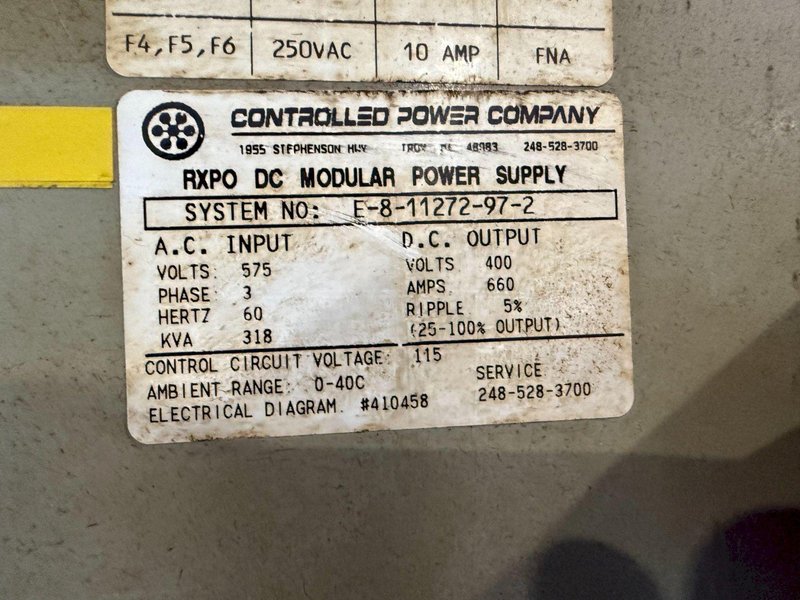 F4,F5,F6 250VAC 10 AMP FNA
CONTROLLED POWER COMPANY
1955 STEPHENSON HWY TROY MI 48083 248-528-3700
RXPO DC MODULAR POWER SUPPLY
SYSTEM NO: E-8-11272-97-2
A.C. INPUT D.C. OUTPUT
VOLTS: 575 VOLTS 400
PHASE: 3 AMPS 660
HERTZ 60 RIPPLE 5%
KVA 318 (25-100% OUTPUT)
CONTROL CIRCUIT VOLTAGE: 115
AMBIENT RANGE: 0-40C SERVICE
ELECTRICAL DIAGRAM #410458 248-528-3700